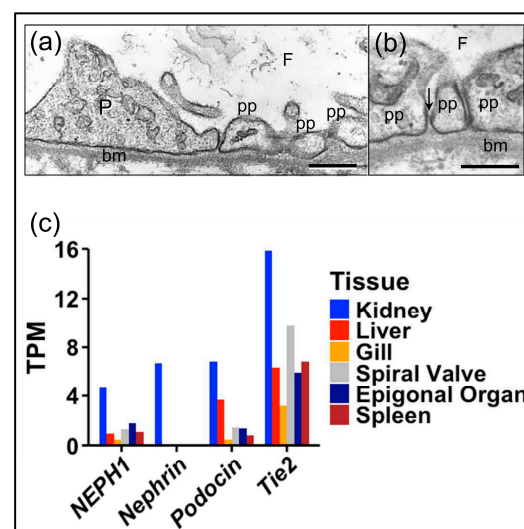 (a)
F
P
pp
pp
pp
bm
(b)
F
pp
pp
pp
bm
(c)
TPM
16
12
8
4
0
NEPH1
Nephrin
Podocin
Tie2
Tissue
Kidney
Liver
Gill
Spiral Valve
Epigonal Organ
Spleen